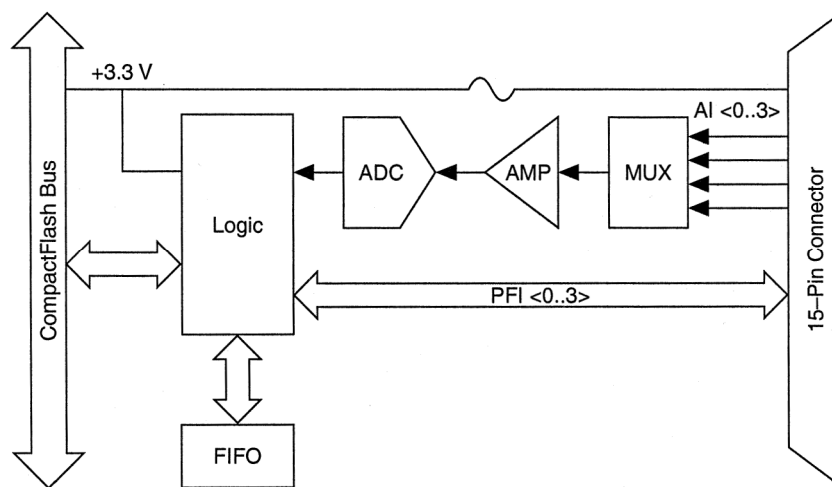 +3.3 V
AI <0..3>
ADC
AMP
MUX
Logic
CompactFlash Bus
PFI <0..3>
15–Pin Connector
FIFO